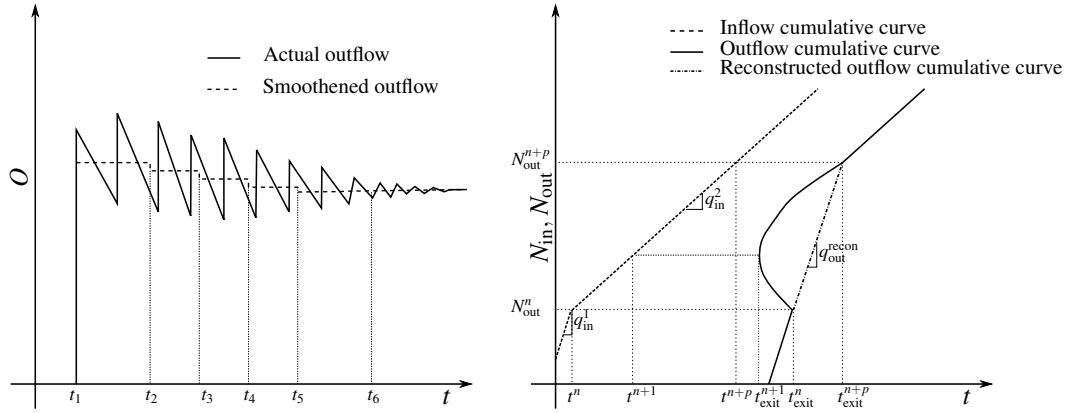 Actual outflow
Smoothened outflow
O
t₁ t₂ t₃ t₄ t₅ t₆ t
Inflow cumulative curve
Outflow cumulative curve
Reconstructed outflow cumulative curve
N_in, N_out
N_out^{n+p}
q_in^2
q_out^{recon}
N_out^n
q_in^1
t^n t^{n+1} t^{n+p} t_exit^{n+1} t_exit^n t_exit^{n+p} t